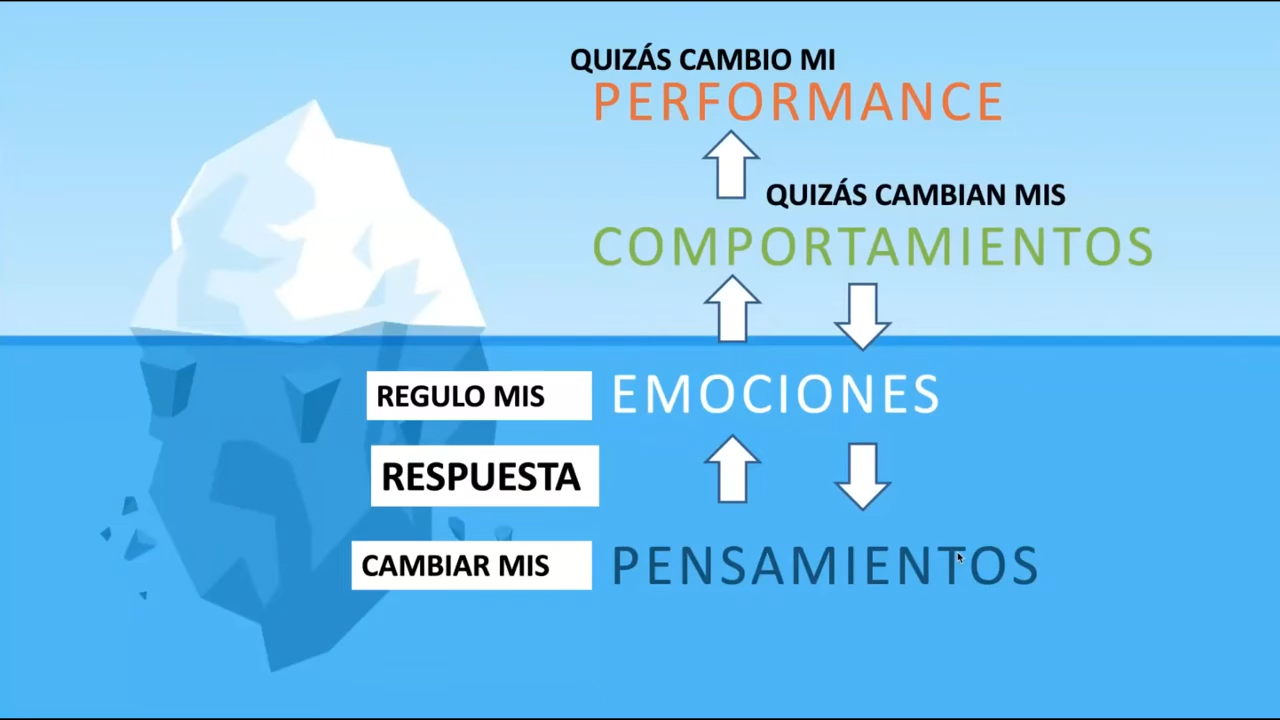 QUIZÁS CAMBIO MI
PERFORMANCE
QUIZÁS CAMBIAN MIS
COMPORTAMIENTOS
REGULO MIS EMOCIONES
RESPUESTA
CAMBIAR MIS PENSAMIENTOS